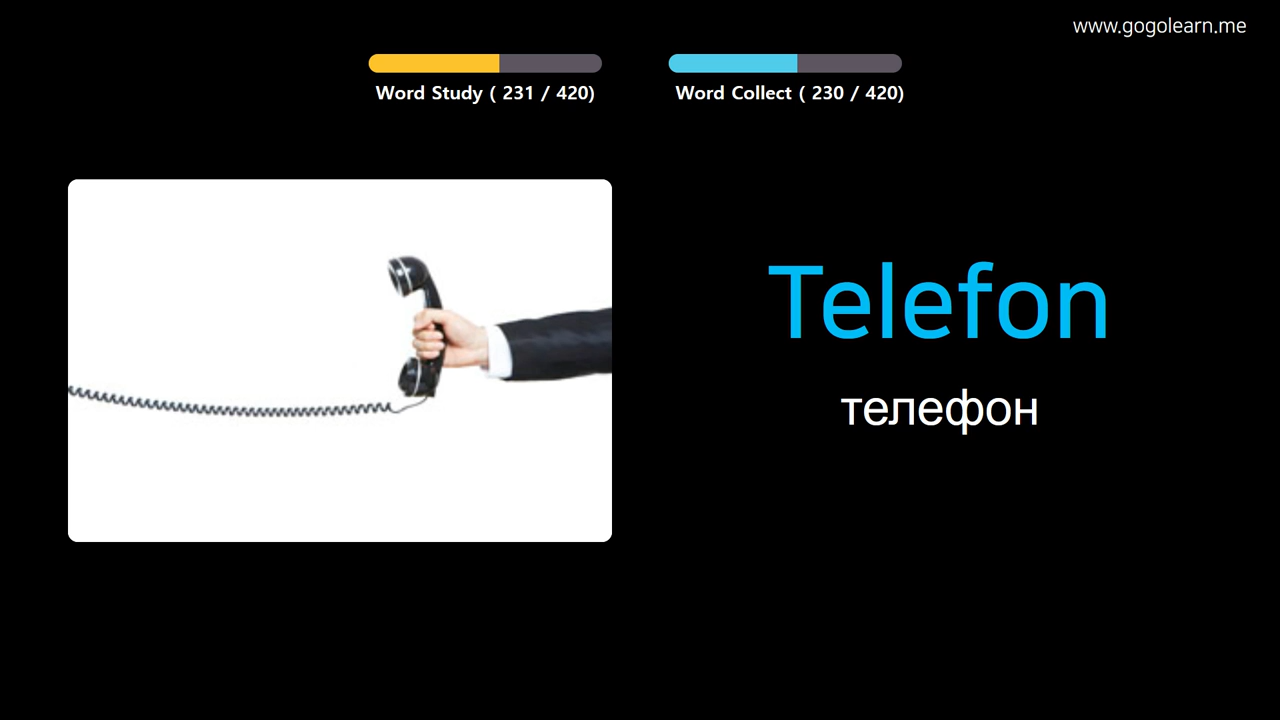 www.gogolearn.me
Word Study ( 231 / 420)
Word Collect ( 230 / 420)
Telefon
телефон